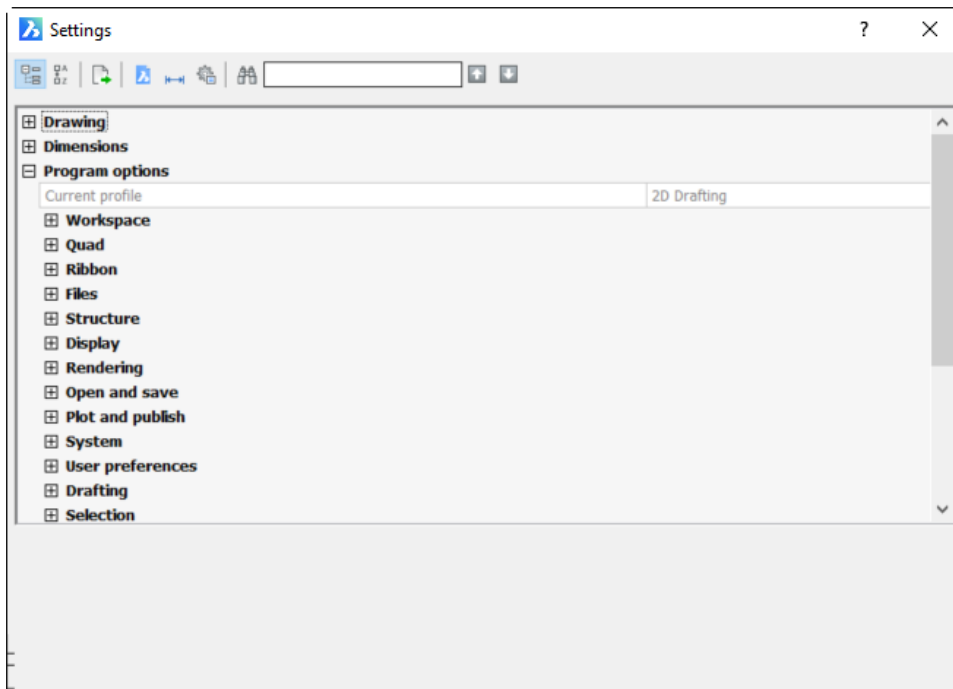 Settings
Drawing
Dimensions
Program options
Current profile 2D Drafting
Workspace
Quad
Ribbon
Files
Structure
Display
Rendering
Open and save
Plot and publish
System
User preferences
Drafting
Selection